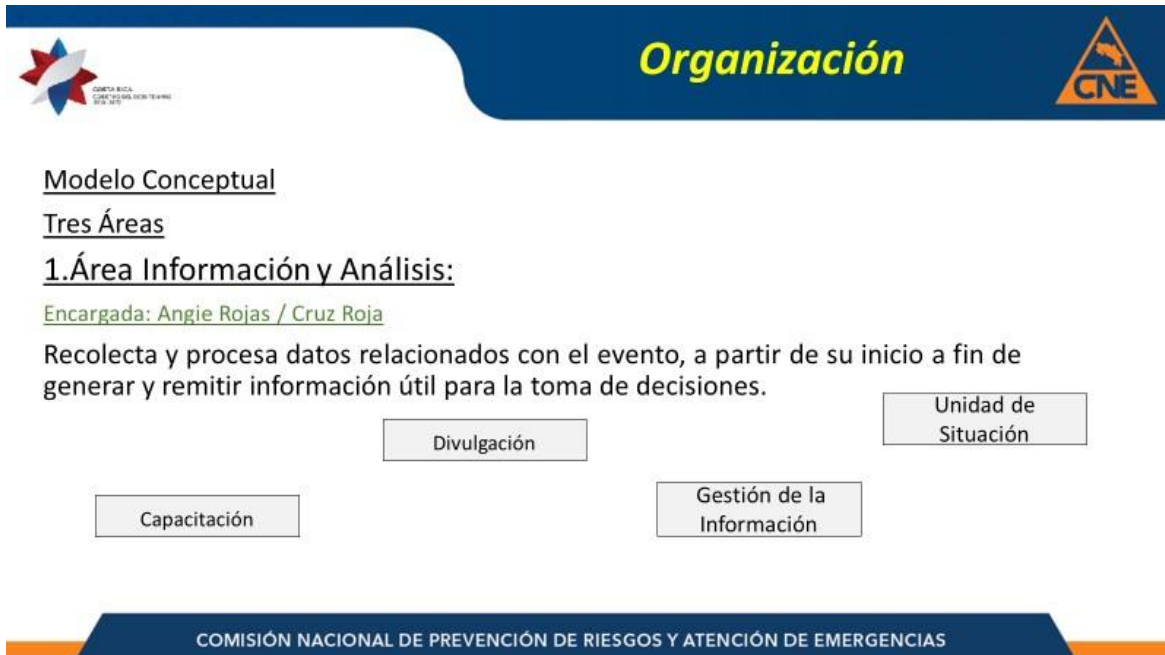 Organización
CNE
COSTA RICA
Modelo Conceptual
Tres Áreas
1.Área Información y Análisis:
Encargada: Angie Rojas / Cruz Roja
Recolecta y procesa datos relacionados con el evento, a partir de su inicio a fin de
generar y remitir información útil para la toma de decisiones.
Unidad de
Situación
Divulgación
Gestión de la
Información
Capacitación
COMISIÓN NACIONAL DE PREVENCIÓN DE RIESGOS Y ATENCIÓN DE EMERGENCIAS